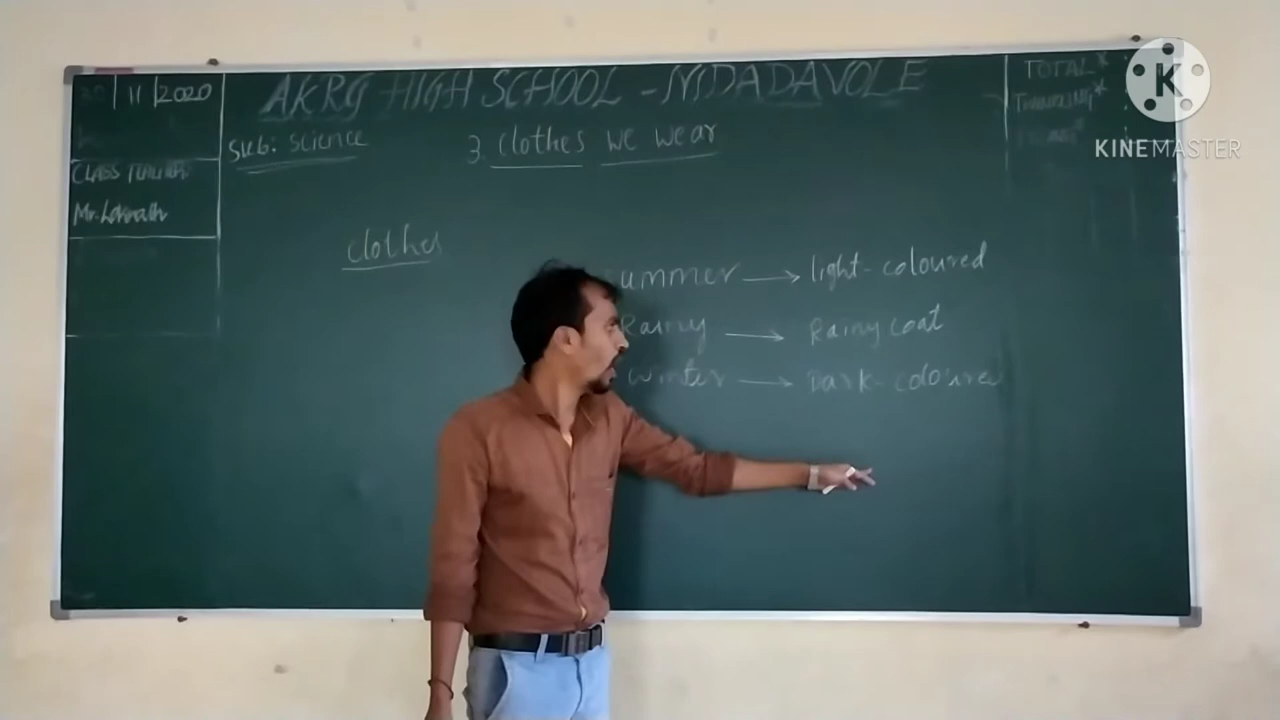 /11/2020
AKRG HIGH SCHOOL - NIDADAVOLE
TOTAL*
K
KINEMASTER
Sub: science
3. clothes we wear
CLASS TEACHER
Mr.
clothes
ummer → light-coloured
Rainy → Rainy coat
winter → Dark-coloured